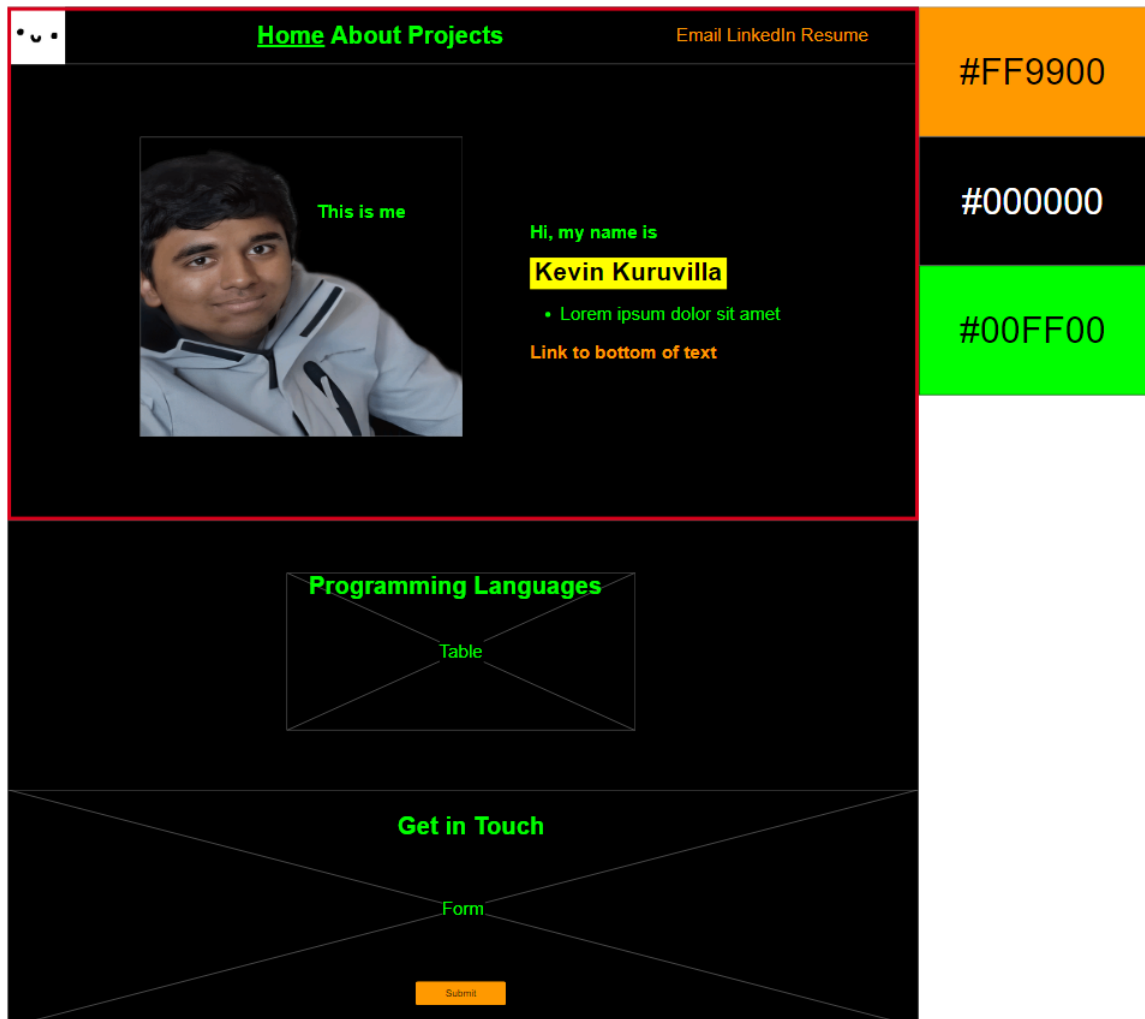 Home About Projects
Email LinkedIn Resume
#FF9900
#000000
#00FF00
This is me
Hi, my name is
Kevin Kuruvilla
• Lorem ipsum dolor sit amet
Link to bottom of text
Programming Languages
Table
Get in Touch
Form
Submit